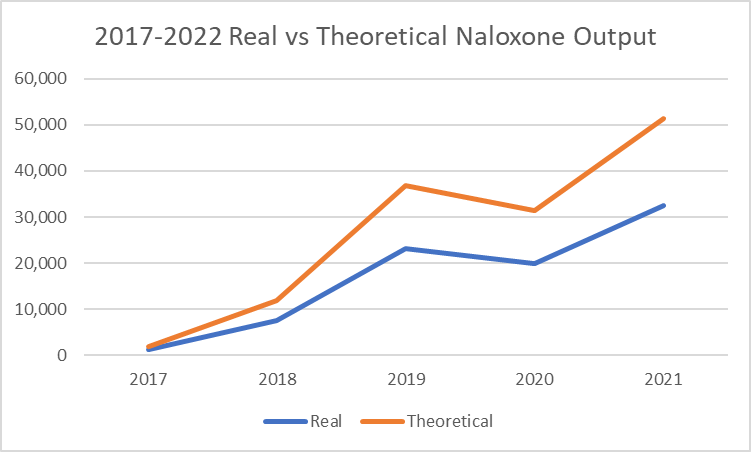 2017-2022 Real vs Theoretical Naloxone Output
60,000
50,000
40,000
30,000
20,000
10,000
0
2017 2018 2019 2020 2021
Real Theoretical